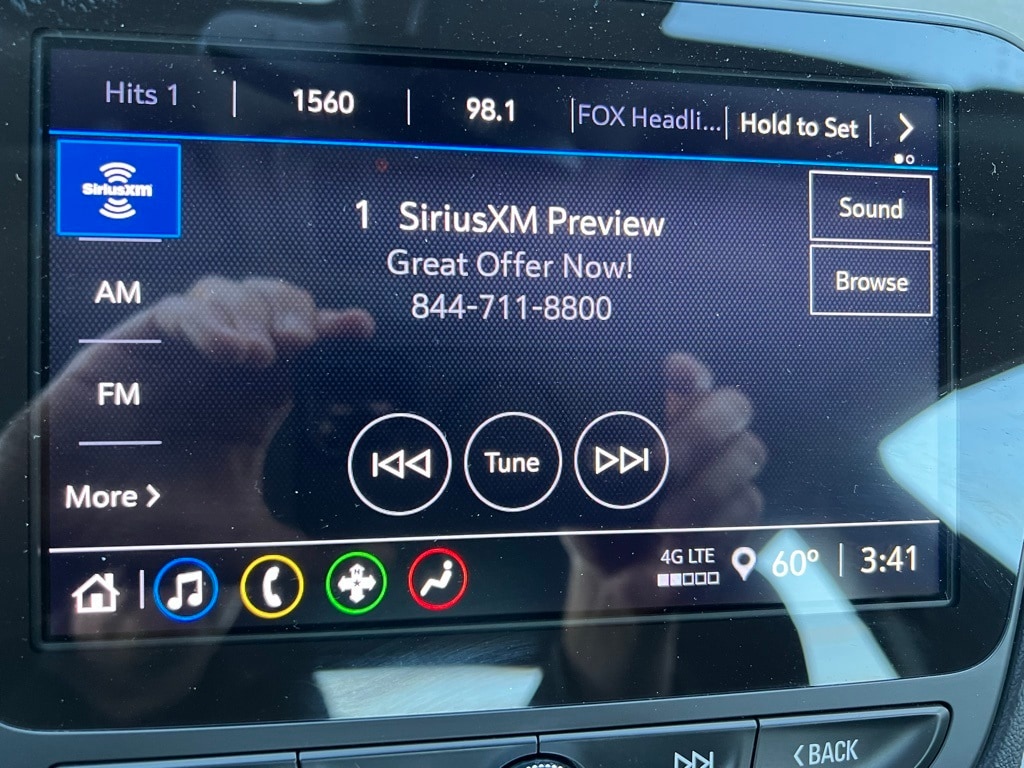 Hits 1
1560
98.1
FOX Headli...
Hold to Set
SiriusXM
1 SiriusXM Preview
Great Offer Now!
844-711-8800
Sound
Browse
AM
FM
More
Tune
4G LTE
60°
3:41
BACK